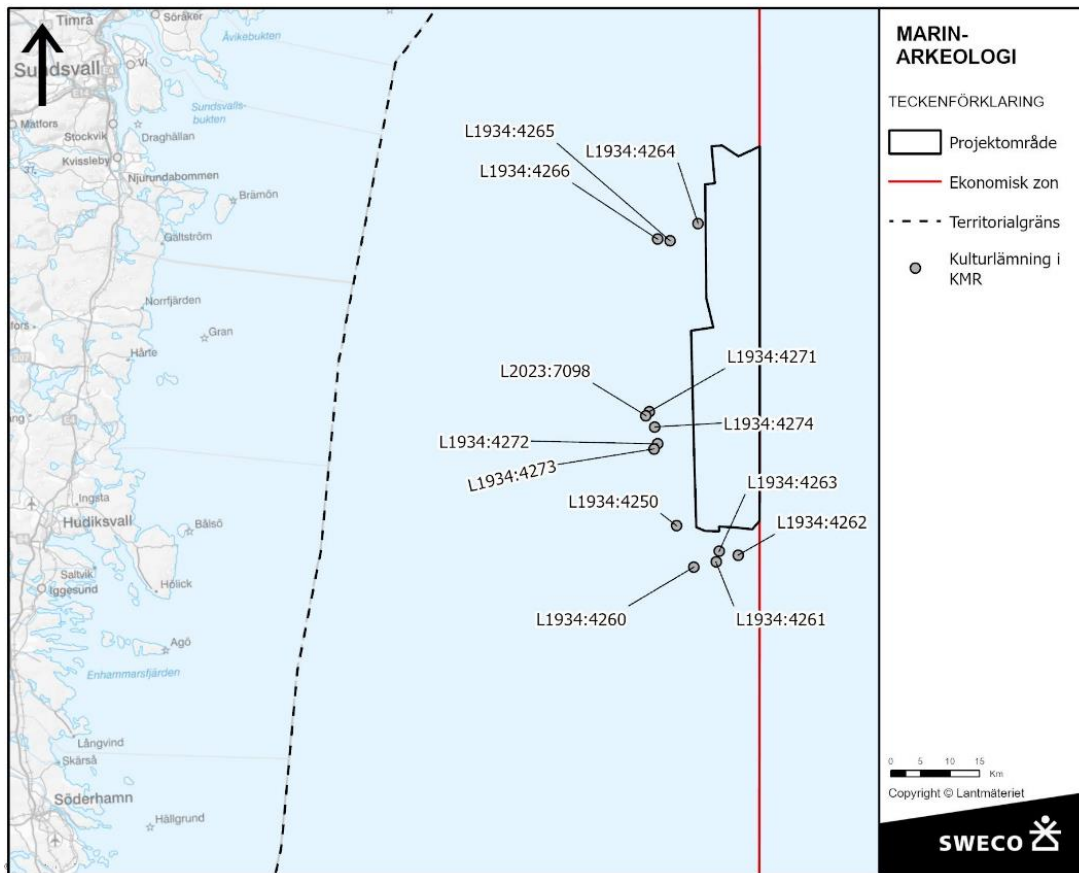 Timrå
Söråker
Åvikebukten
Sundsvall
Vi
E14
Sundsvalls-
bukten
Matfors
Stockvik
Draghällan
Kvissleby
Njurundabommen
Brämön
Galtström
Norrfjärden
Gran
Hårte
Ingsta
Hudiksvall
Bålsö
Saltvik
Iggesund
Hölick
Agö
Enhammarsfjärden
Långvind
Skärså
Söderhamn
Hällgrund
L1934:4265
L1934:4264
L1934:4266
L1934:4271
L2023:7098
L1934:4274
L1934:4272
L1934:4273
L1934:4263
L1934:4250
L1934:4262
L1934:4260
L1934:4261
MARIN-
ARKEOLOGI
TECKENFÖRKLARING
Projektområde
Ekonomisk zon
Territorialgräns
Kulturlämning i
KMR
0 5 10 15
Km
Copyright © Lantmäteriet
SWECO